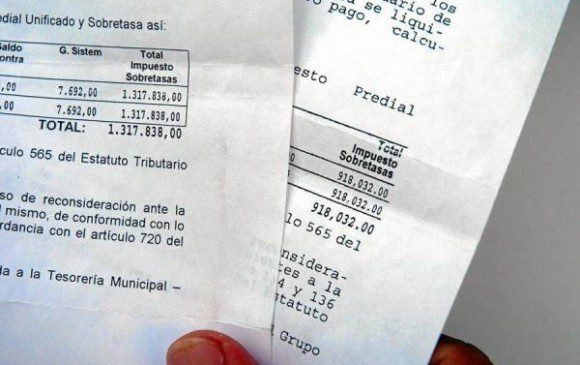 edial Unificado y Sobretasa así:
Saldo
ontra
G. Sistem
Total
Impuesto
Sobretasas
,00 7.692,00 1.317.838,00
,00 7.692,00 1.317.838,00
TOTAL: 1.317.838,00
culo 565 del Estatuto Tributario
so de reconsideración ante la
l mismo, de conformidad con lo
rdancia con el artículo 720 del
da a la Tesorería Municipal –
los
ario de
a se liqui-
o pago, calcu-
esto Predial
Total
Impuesto
Sobretasas
0 918,032.00
918,032.00
918,032.00
lo 565 del
considera-
tes a la
4 y 136
statuto
l Grupo